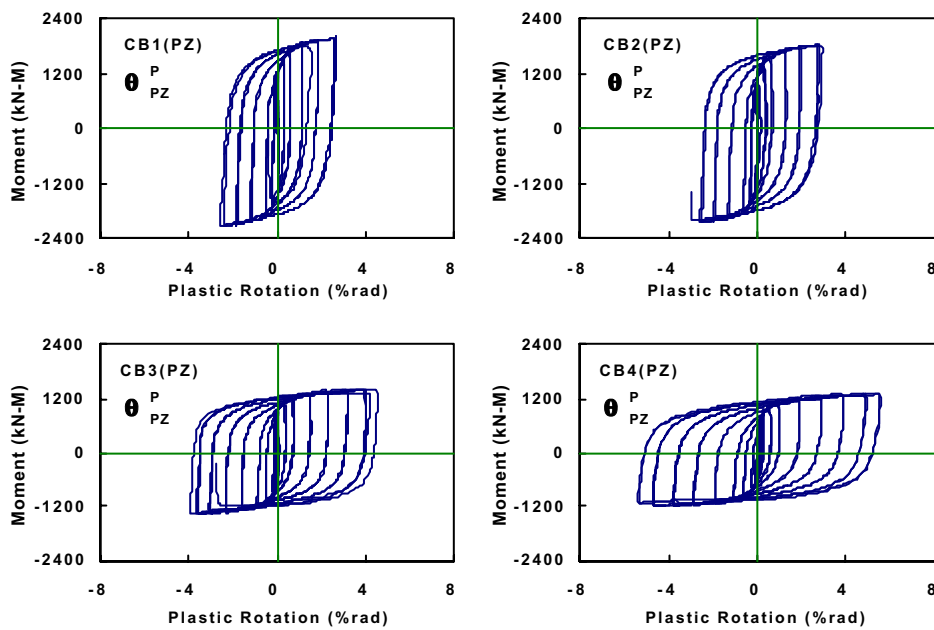 2400
1200
0
-1200
-2400
Moment (kN-M)
CB1(PZ)
θ P PZ
-8 -4 0 4 8
Plastic Rotation (%rad)
2400
1200
0
-1200
-2400
Moment (kN-M)
CB2(PZ)
θ P PZ
-8 -4 0 4 8
Plastic Rotation (%rad)
2400
1200
0
-1200
-2400
Moment (kN-M)
CB3(PZ)
θ P PZ
-8 -4 0 4 8
Plastic Rotation (%rad)
2400
1200
0
-1200
-2400
Moment (kN-M)
CB4(PZ)
θ P PZ
-8 -4 0 4 8
Plastic Rotation (%rad)